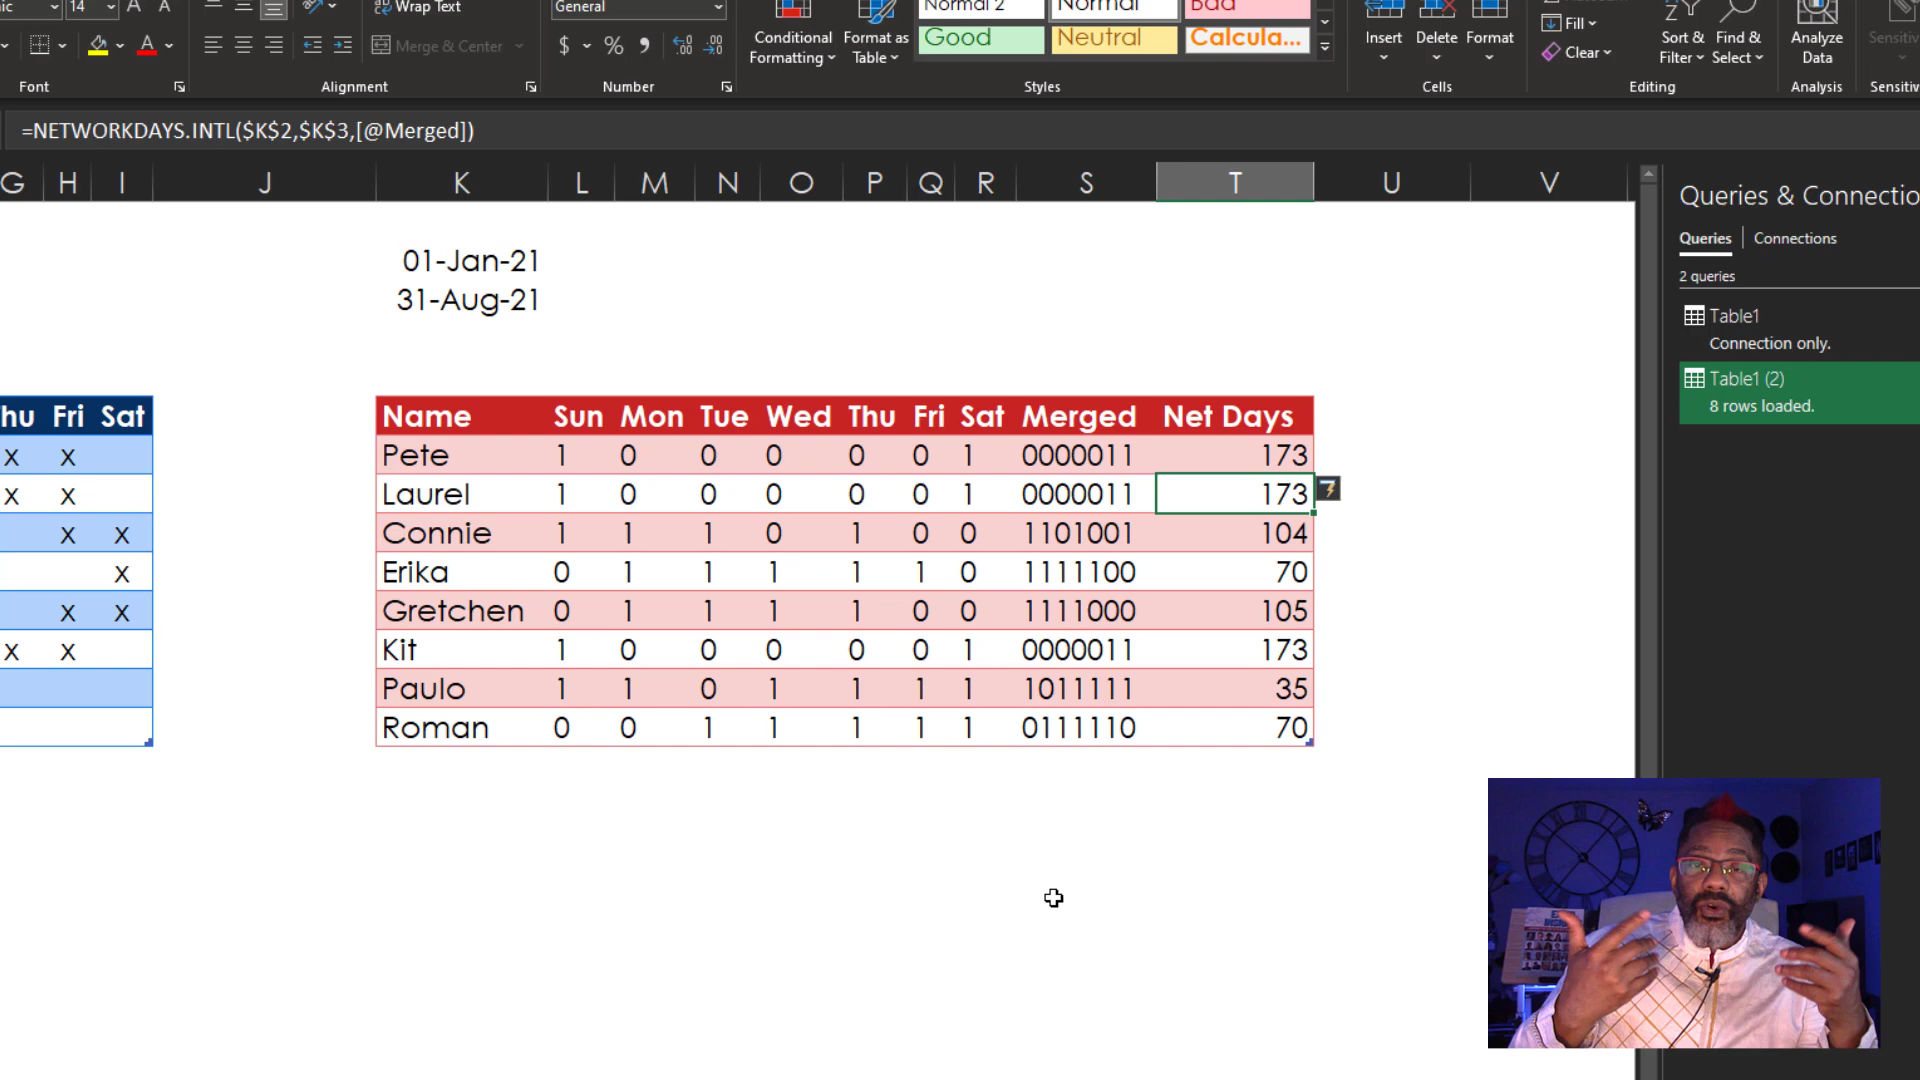 14 A A Wrap Text General Normal 2 Normal Bad
$ % 9 Merge & Center Conditional Formatting Format as Table Good Neutral Calcula... Insert Delete Format Fill Clear Sort & Filter Find & Select Analyze Data
Font Alignment Number Styles Cells Editing Analysis
=NETWORKDAYS.INTL($K$2,$K$3,[@Merged])
G H I J K L M N O P Q R S T U V
Queries & Connectio
01-Jan-21
31-Aug-21
Queries Connections
2 queries
Table1
Connection only.
Table1 (2)
8 rows loaded.
hu Fri Sat
x x
x x
x x
x
x x
x x
Name Sun Mon Tue Wed Thu Fri Sat Merged Net Days
Pete 1 0 0 0 0 0 1 0000011 173
Laurel 1 0 0 0 0 0 1 0000011 173
Connie 1 1 1 0 1 0 0 1101001 104
Erika 0 1 1 1 1 1 0 1111100 70
Gretchen 0 1 1 1 1 0 0 1111000 105
Kit 1 0 0 0 0 0 1 0000011 173
Paulo 1 1 0 1 1 1 1 1011111 35
Roman 0 0 1 1 1 1 1 0111110 70